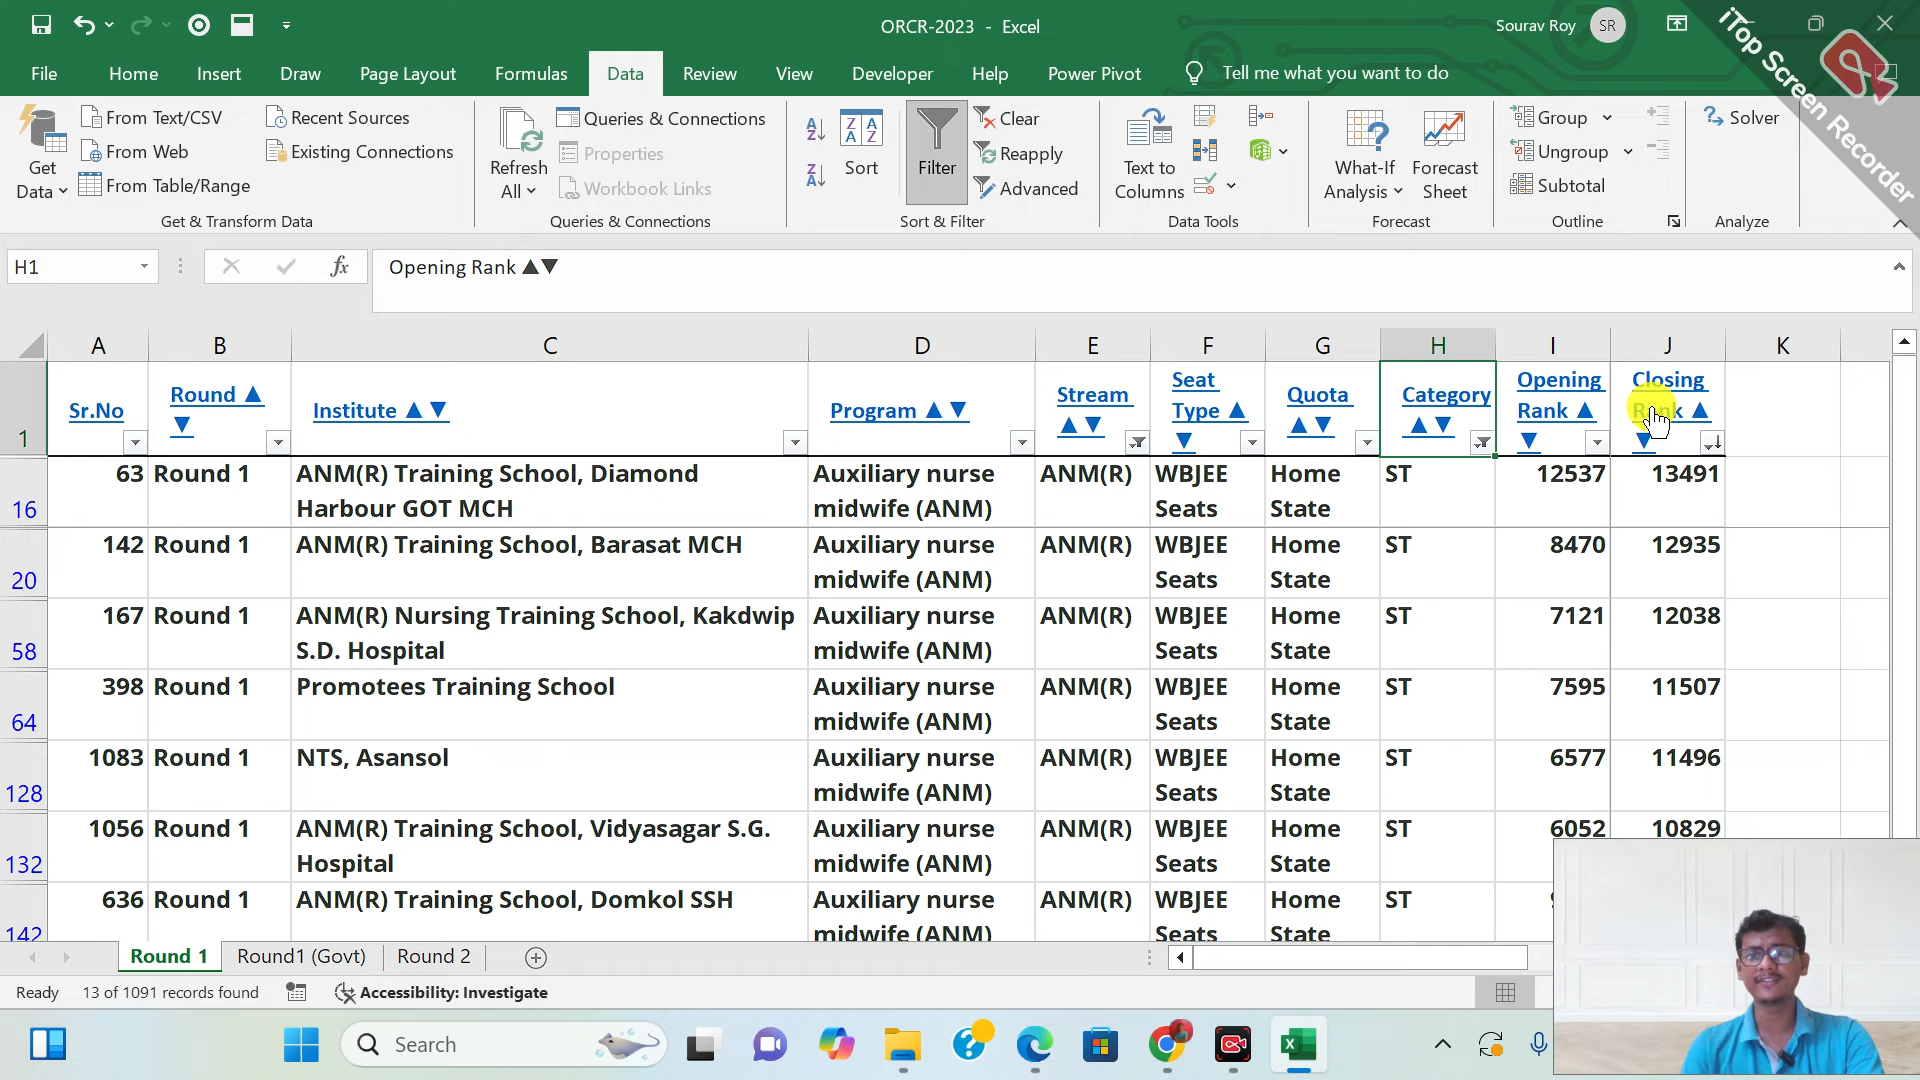 ORCR-2023 - Excel
Sourav Roy SR
iTop Screen Recorder
File Home Insert Draw Page Layout Formulas Data Review View Developer Help Power Pivot Tell me what you want to do
Get Data
From Text/CSV
From Web
From Table/Range
Recent Sources
Existing Connections
Get & Transform Data
Refresh All
Queries & Connections
Properties
Workbook Links
Queries & Connections
Sort
Filter
Clear
Reapply
Advanced
Sort & Filter
Text to Columns
Data Tools
What-If Analysis
Forecast Sheet
Forecast
Group
Ungroup
Subtotal
Outline
Solver
Analyze
H1 fx Opening Rank ▲▼
A B C D E F G H I J K
1 Sr.No Round ▲▼ Institute ▲▼ Program ▲▼ Stream ▲▼ Seat Type ▲▼ Quota ▲▼ Category ▲▼ Opening Rank ▲▼ Closing Rank ▲▼
16 63 Round 1 ANM(R) Training School, Diamond Harbour GOT MCH Auxiliary nurse midwife (ANM) ANM(R) WBJEE Seats Home State ST 12537 13491
20 142 Round 1 ANM(R) Training School, Barasat MCH Auxiliary nurse midwife (ANM) ANM(R) WBJEE Seats Home State ST 8470 12935
58 167 Round 1 ANM(R) Nursing Training School, Kakdwip S.D. Hospital Auxiliary nurse midwife (ANM) ANM(R) WBJEE Seats Home State ST 7121 12038
64 398 Round 1 Promotees Training School Auxiliary nurse midwife (ANM) ANM(R) WBJEE Seats Home State ST 7595 11507
128 1083 Round 1 NTS, Asansol Auxiliary nurse midwife (ANM) ANM(R) WBJEE Seats Home State ST 6577 11496
132 1056 Round 1 ANM(R) Training School, Vidyasagar S.G. Hospital Auxiliary nurse midwife (ANM) ANM(R) WBJEE Seats Home State ST 6052 10829
142 636 Round 1 ANM(R) Training School, Domkol SSH Auxiliary nurse midwife (ANM) ANM(R) WBJEE Seats Home State ST
Round 1 Round1 (Govt) Round 2
Ready 13 of 1091 records found Accessibility: Investigate
Search